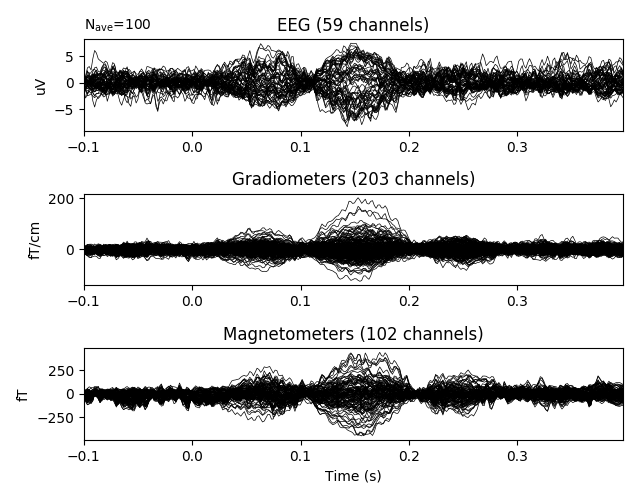 N_ave=100
EEG (59 channels)
uV
5
0
−5
−0.1 0.0 0.1 0.2 0.3
Gradiometers (203 channels)
fT/cm
200
0
−0.1 0.0 0.1 0.2 0.3
Magnetometers (102 channels)
fT
250
0
−250
−0.1 0.0 0.1 0.2 0.3
Time (s)